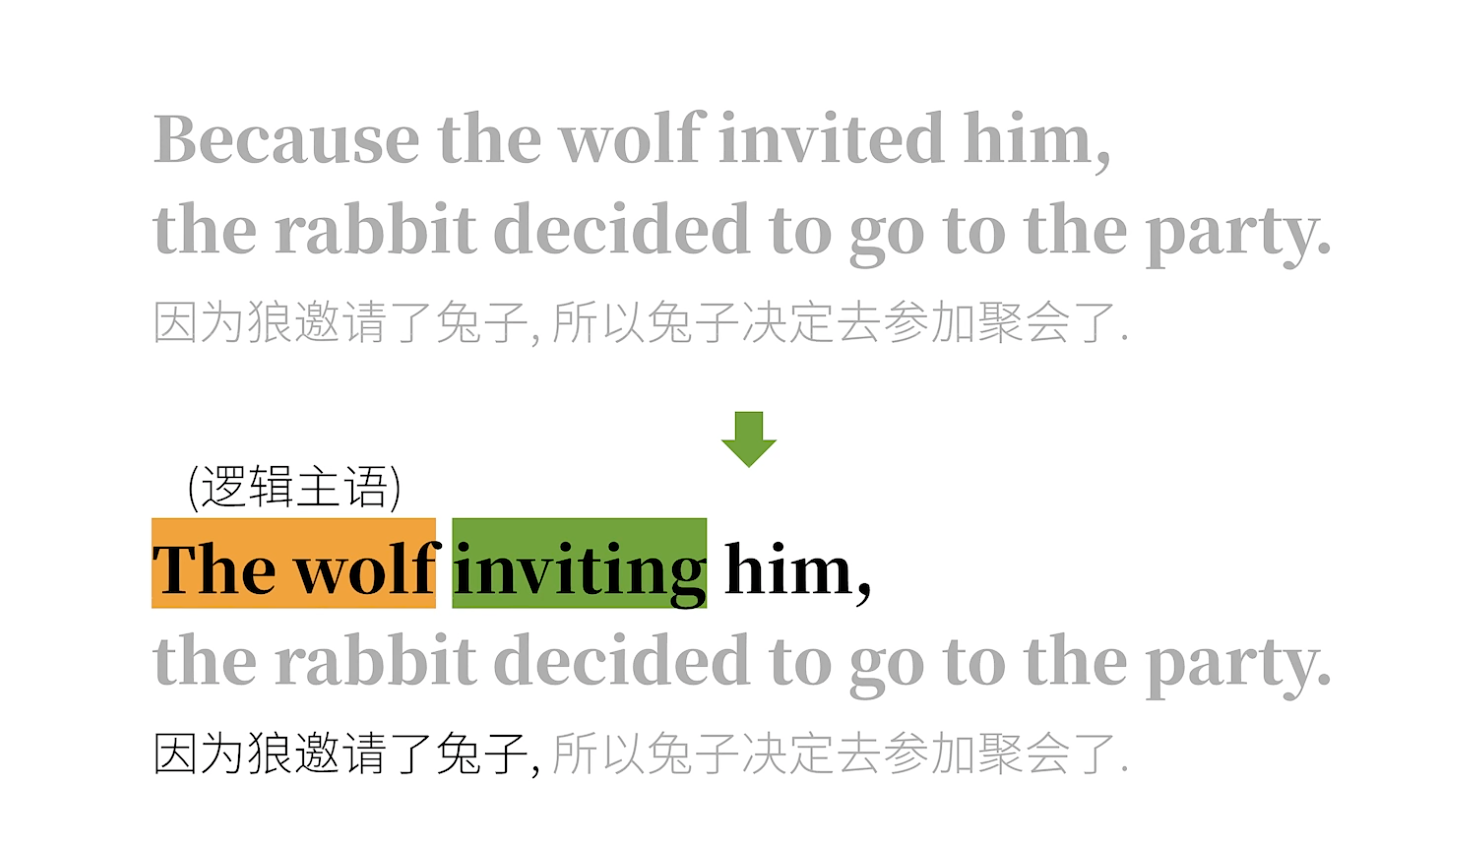 Because the wolf invited him,
the rabbit decided to go to the party.
因为狼邀请了兔子, 所以兔子决定去参加聚会了.
(逻辑主语)
The wolf inviting him,
the rabbit decided to go to the party.
因为狼邀请了兔子, 所以兔子决定去参加聚会了.